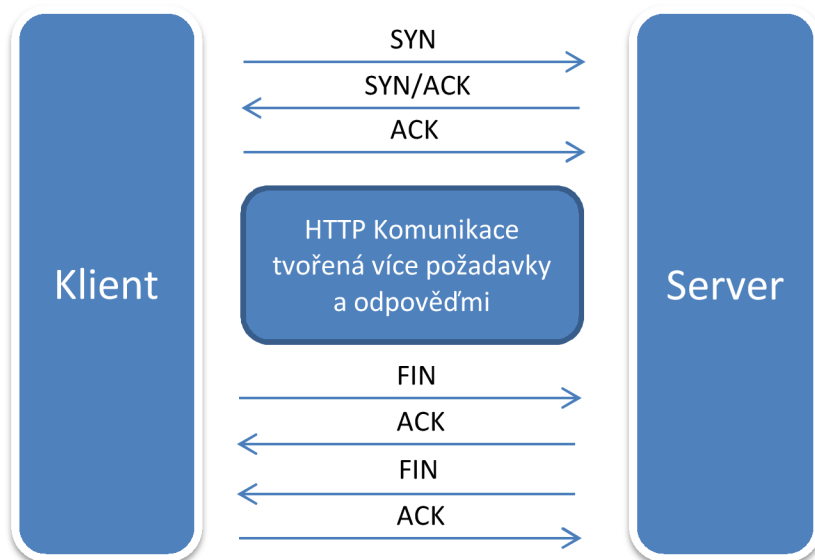 SYN
SYN/ACK
ACK
HTTP Komunikace
tvořená více požadavky
a odpověďmi
Klient
Server
FIN
ACK
FIN
ACK